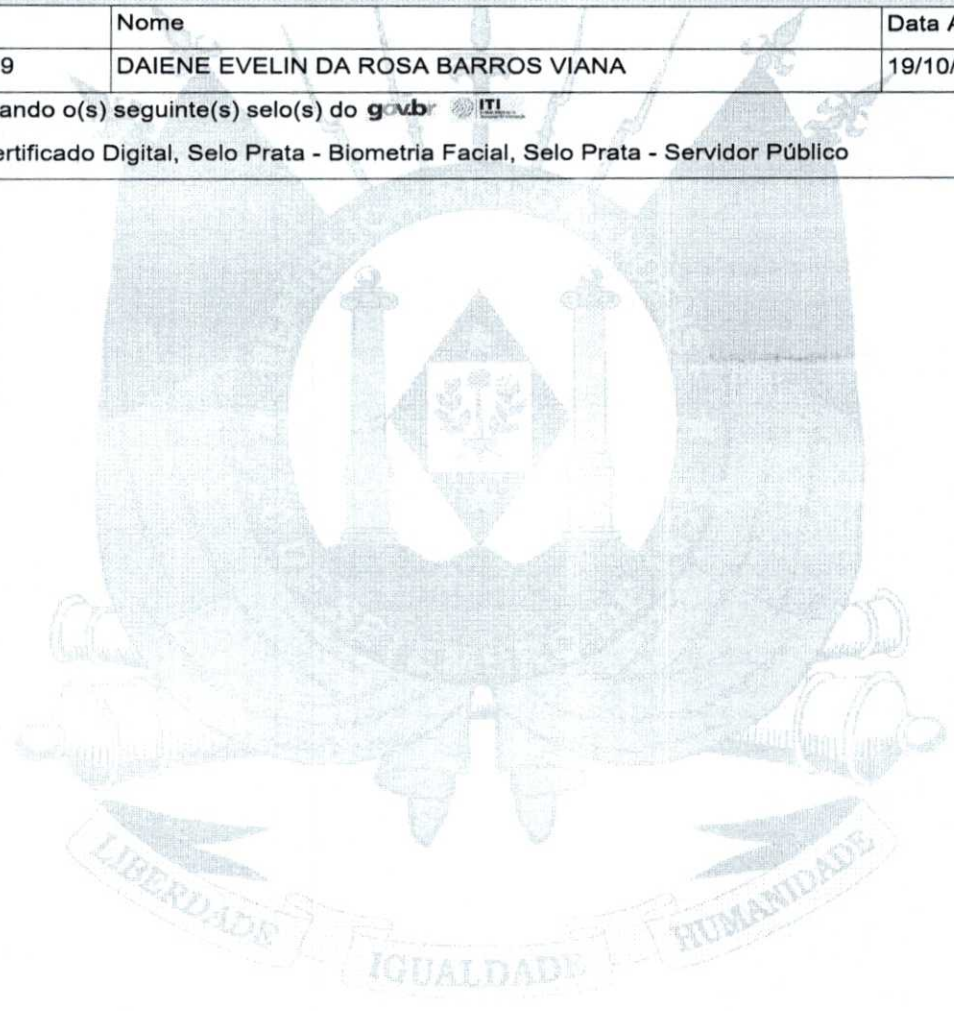 Nome Data A
9 DAIENE EVELIN DA ROSA BARROS VIANA 19/10/
ando o(s) seguinte(s) selo(s) do gov.br ITI
ertificado Digital, Selo Prata - Biometria Facial, Selo Prata - Servidor Público
LIBERDADE
IGUALDADE
HUMANIDADE